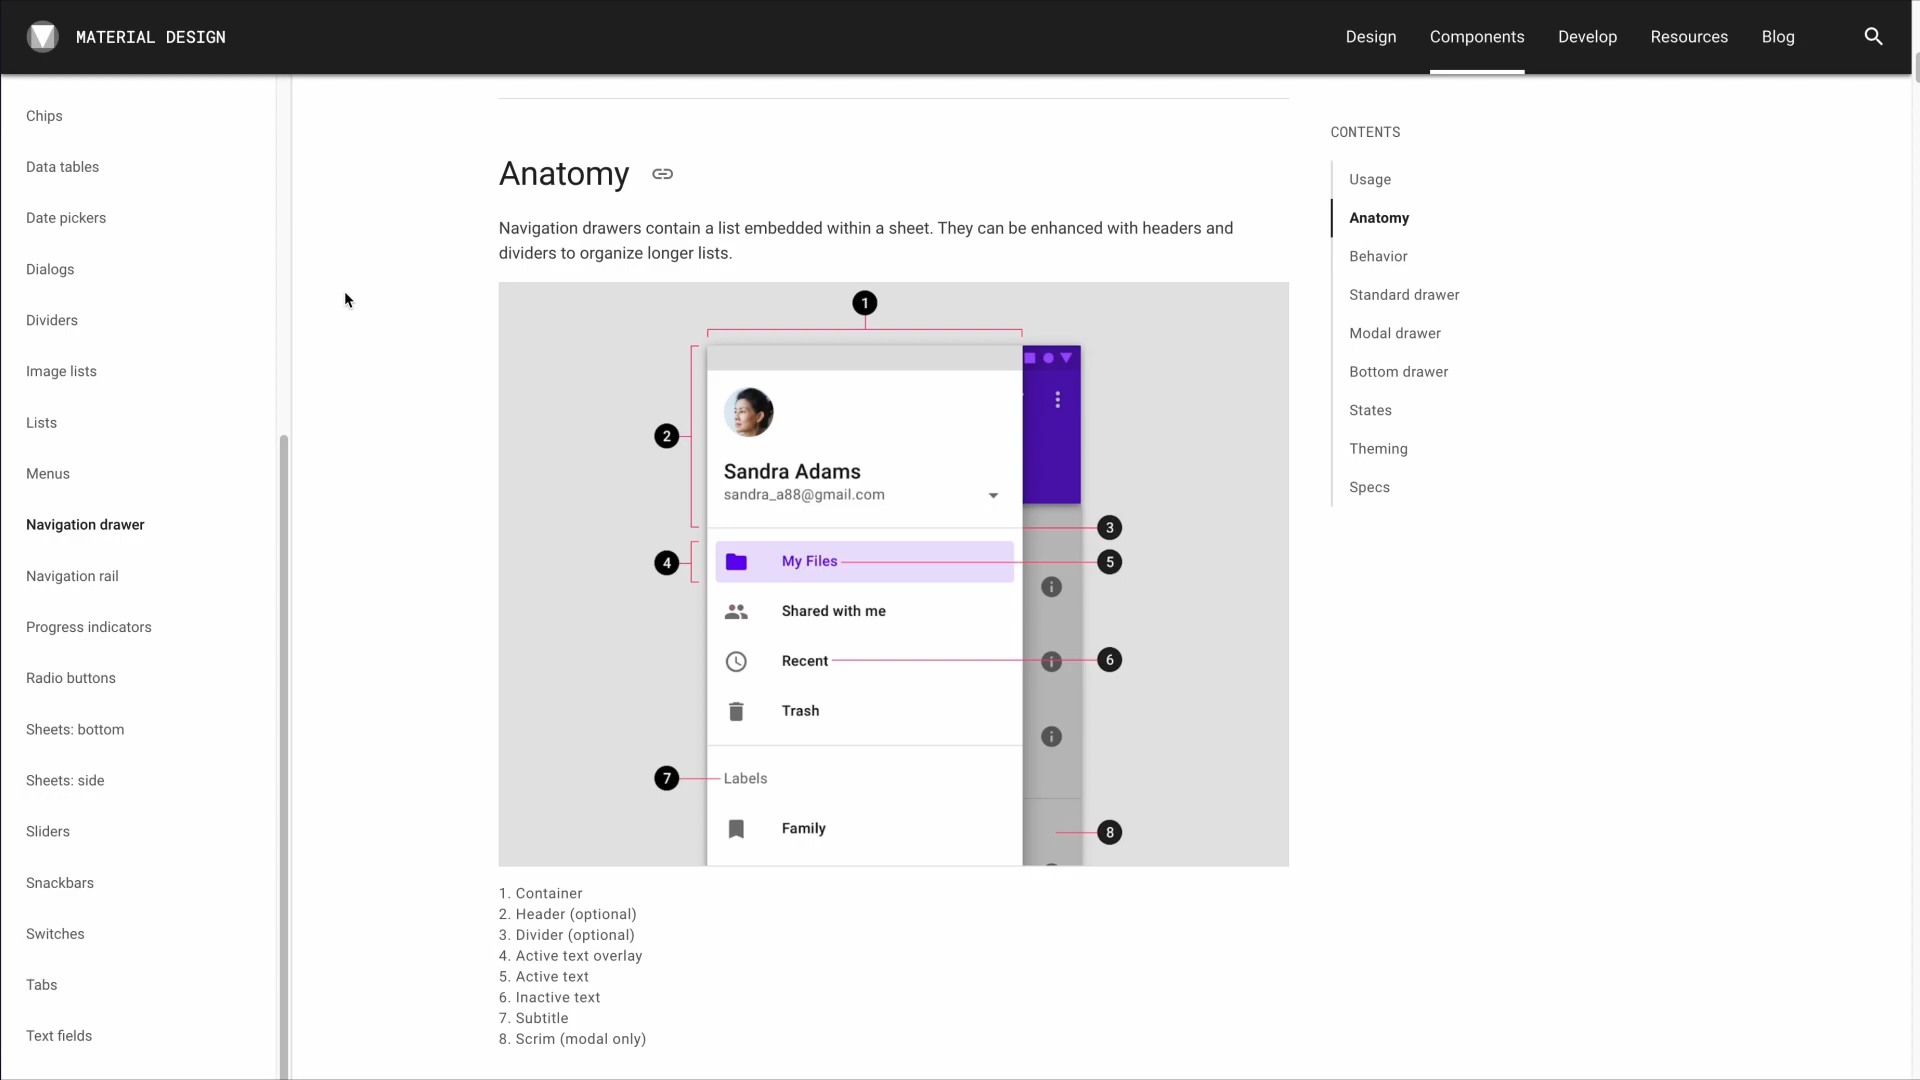 MATERIAL DESIGN
Design
Components
Develop
Resources
Blog
Chips
Data tables
Date pickers
Dialogs
Dividers
Image lists
Lists
Menus
Navigation drawer
Navigation rail
Progress indicators
Radio buttons
Sheets: bottom
Sheets: side
Sliders
Snackbars
Switches
Tabs
Text fields
Anatomy
Navigation drawers contain a list embedded within a sheet. They can be enhanced with headers and
dividers to organize longer lists.
1
2
Sandra Adams
sandra_a88@gmail.com
3
4
My Files
5
Shared with me
Recent
6
Trash
7
Labels
Family
8
1. Container
2. Header (optional)
3. Divider (optional)
4. Active text overlay
5. Active text
6. Inactive text
7. Subtitle
8. Scrim (modal only)
CONTENTS
Usage
Anatomy
Behavior
Standard drawer
Modal drawer
Bottom drawer
States
Theming
Specs